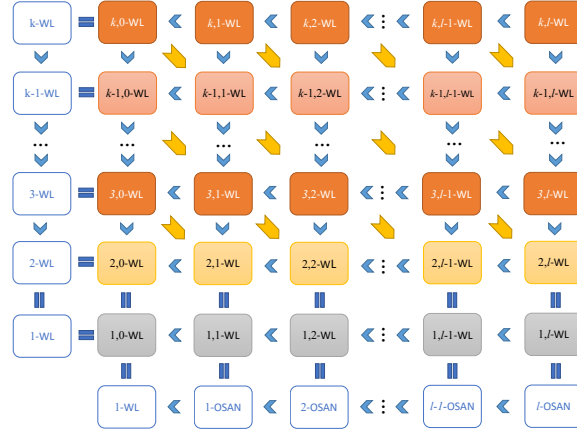 k-WL k,0-WL k,1-WL k,2-WL ⋮ k,l-1-WL k,l-WL
k-1-WL k-1,0-WL k-1,1-WL k-1,2-WL ⋮ k-1,l-1-WL k-1,l-WL
... ... ... ... ... ...
3-WL 3,0-WL 3,1-WL 3,2-WL ⋮ 3,l-1-WL 3,l-WL
2-WL 2,0-WL 2,1-WL 2,2-WL ⋮ 2,l-1-WL 2,l-WL
1-WL 1,0-WL 1,1-WL 1,2-WL ⋮ 1,l-1-WL 1,l-WL
1-WL 1-OSAN 2-OSAN ⋮ l-1-OSAN l-OSAN